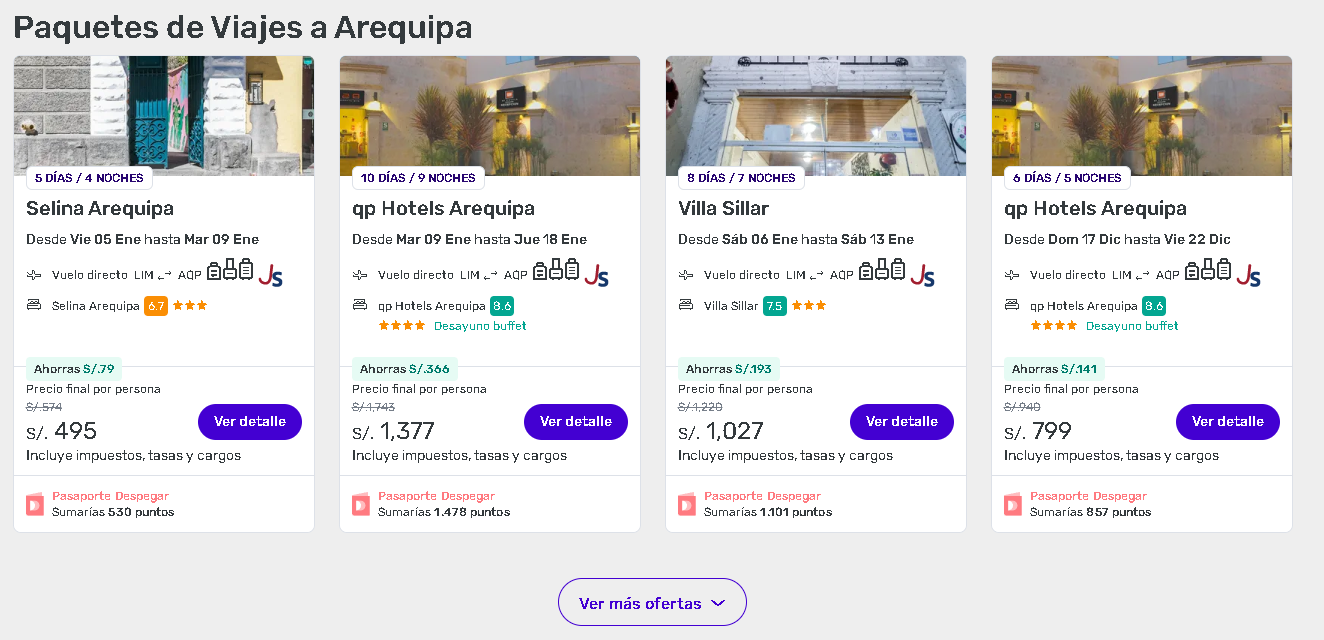 Paquetes de Viajes a Arequipa
5 DÍAS / 4 NOCHES
Selina Arequipa
Desde Vie 05 Ene hasta Mar 09 Ene
Vuelo directo LIM AQP JS
Selina Arequipa 6.7
Ahorras S/.79
Precio final por persona
S/.574
S/. 495
Ver detalle
Incluye impuestos, tasas y cargos
Pasaporte Despegar
Sumarías 530 puntos
10 DÍAS / 9 NOCHES
qp Hotels Arequipa
Desde Mar 09 Ene hasta Jue 18 Ene
Vuelo directo LIM AQP JS
qp Hotels Arequipa 8.6
Desayuno buffet
Ahorras S/.366
Precio final por persona
S/.1,743
S/. 1,377
Ver detalle
Incluye impuestos, tasas y cargos
Pasaporte Despegar
Sumarías 1.478 puntos
8 DÍAS / 7 NOCHES
Villa Sillar
Desde Sáb 06 Ene hasta Sáb 13 Ene
Vuelo directo LIM AQP JS
Villa Sillar 7.5
Ahorras S/.193
Precio final por persona
S/.1,220
S/. 1,027
Ver detalle
Incluye impuestos, tasas y cargos
Pasaporte Despegar
Sumarías 1.101 puntos
6 DÍAS / 5 NOCHES
qp Hotels Arequipa
Desde Dom 17 Dic hasta Vie 22 Dic
Vuelo directo LIM AQP JS
qp Hotels Arequipa 8.6
Desayuno buffet
Ahorras S/.141
Precio final por persona
S/.940
S/. 799
Ver detalle
Incluye impuestos, tasas y cargos
Pasaporte Despegar
Sumarías 857 puntos
Ver más ofertas